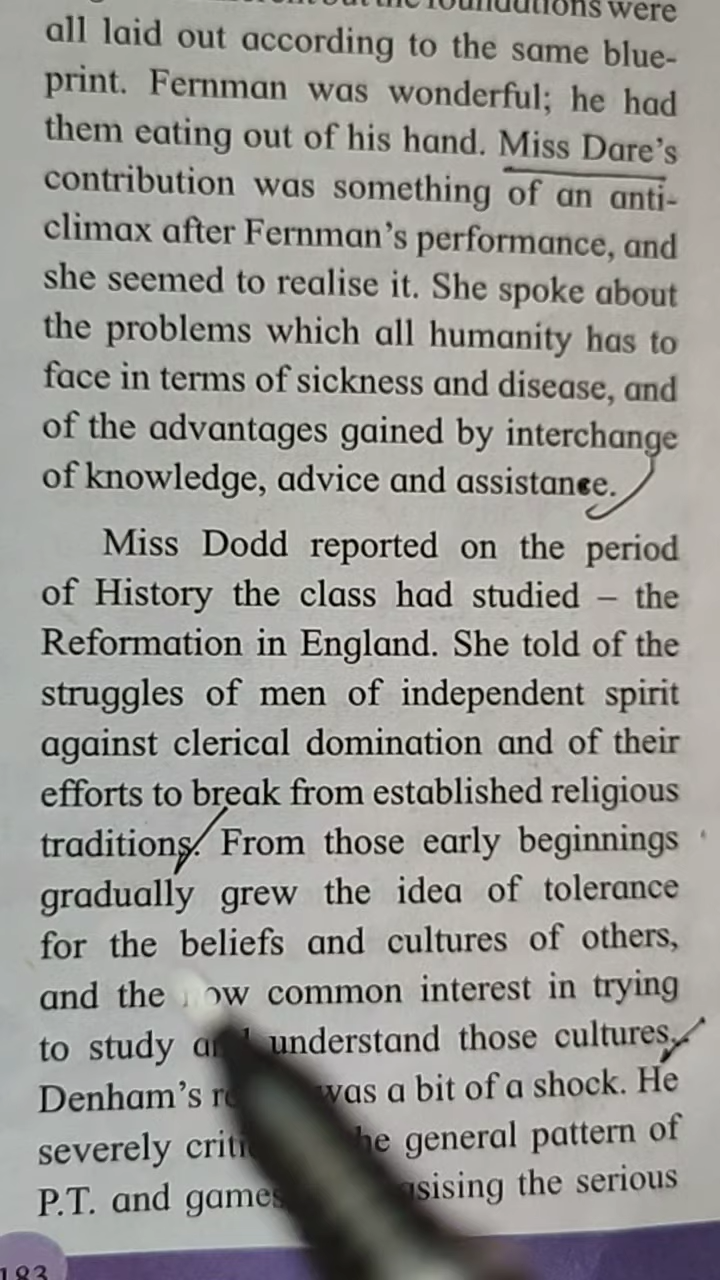 foundations were
all laid out according to the same blue-
print. Fernman was wonderful; he had
them eating out of his hand. Miss Dare's
contribution was something of an anti-
climax after Fernman's performance, and
she seemed to realise it. She spoke about
the problems which all humanity has to
face in terms of sickness and disease, and
of the advantages gained by interchange
of knowledge, advice and assistance.
Miss Dodd reported on the period
of History the class had studied – the
Reformation in England. She told of the
struggles of men of independent spirit
against clerical domination and of their
efforts to break from established religious
traditions. From those early beginnings
gradually grew the idea of tolerance
for the beliefs and cultures of others,
and the now common interest in trying
to study and understand those cultures.
Denham's was a bit of a shock. He
severely the general pattern of
P.T. and games the serious
183